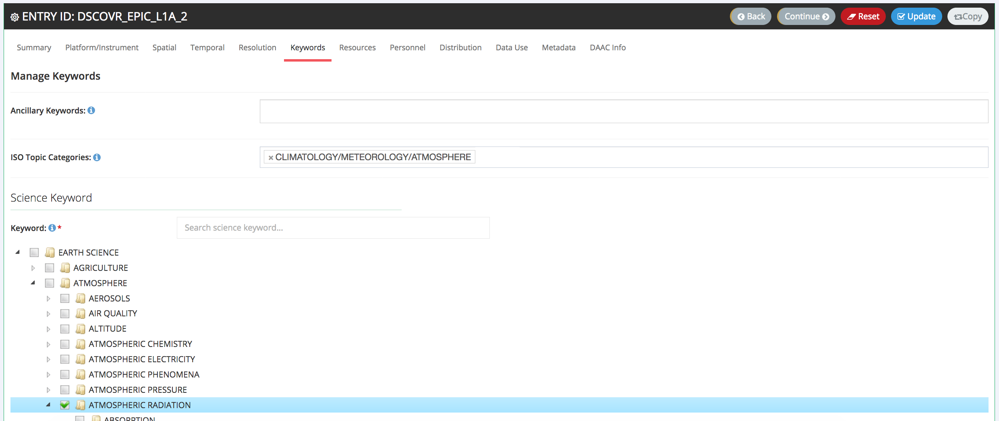 ENTRY ID: DSCOVR_EPIC_L1A_2 Back Continue Reset Update Copy
Summary Platform/Instrument Spatial Temporal Resolution Keywords Resources Personnel Distribution Data Use Metadata DAAC Info
Manage Keywords
Ancillary Keywords:
ISO Topic Categories: × CLIMATOLOGY/METEOROLOGY/ATMOSPHERE
Science Keyword
Keyword: * Search science keyword...
EARTH SCIENCE
AGRICULTURE
ATMOSPHERE
AEROSOLS
AIR QUALITY
ALTITUDE
ATMOSPHERIC CHEMISTRY
ATMOSPHERIC ELECTRICITY
ATMOSPHERIC PHENOMENA
ATMOSPHERIC PRESSURE
ATMOSPHERIC RADIATION
ABSORPTION